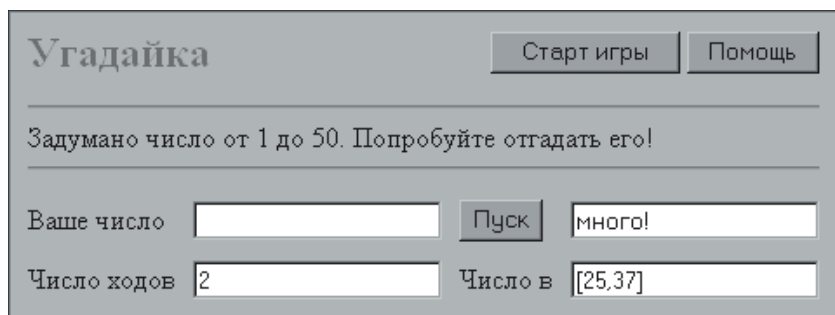 Угадайка Старт игры Помощь
Задумано число от 1 до 50. Попробуйте отгадать его!
Ваше число Пуск много!
Число ходов 2 Число в [25,37]